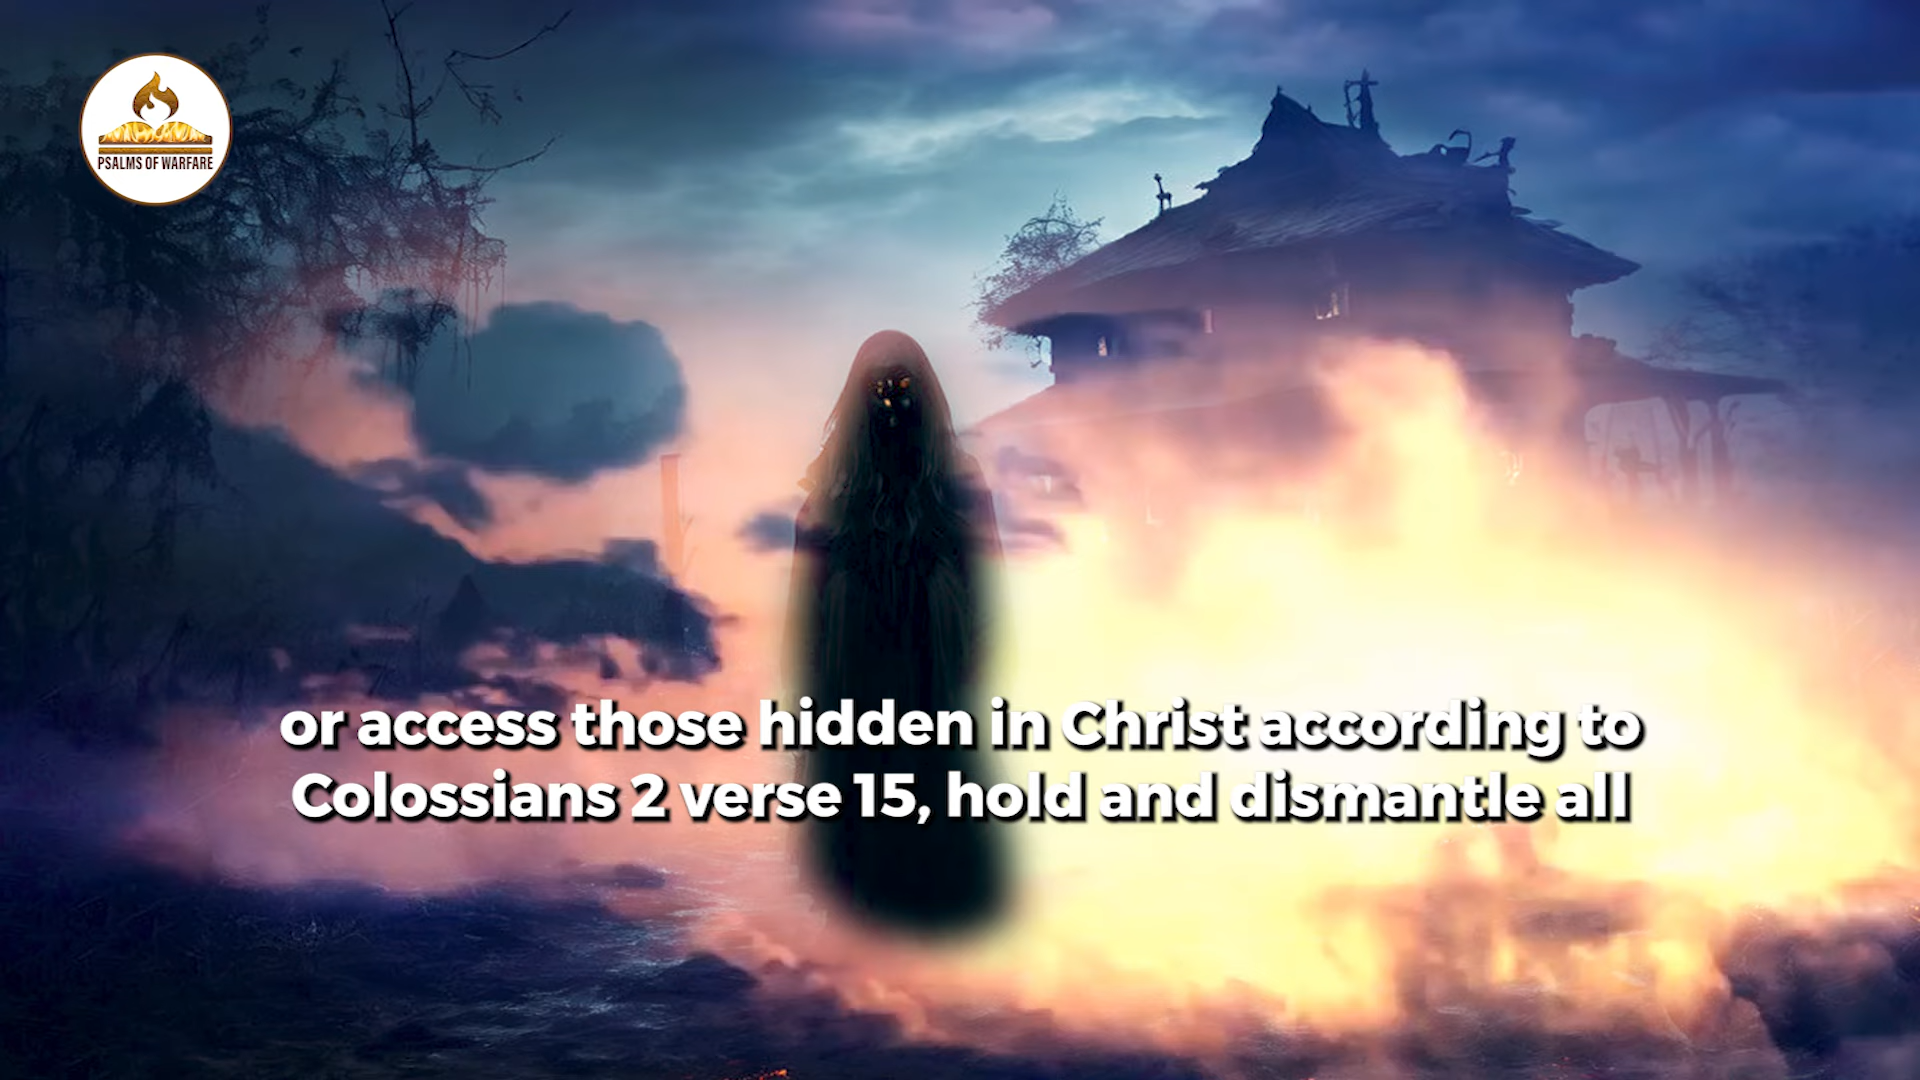 PSALMS OF WARFARE
or access those hidden in Christ according to
Colossians 2 verse 15, hold and dismantle all